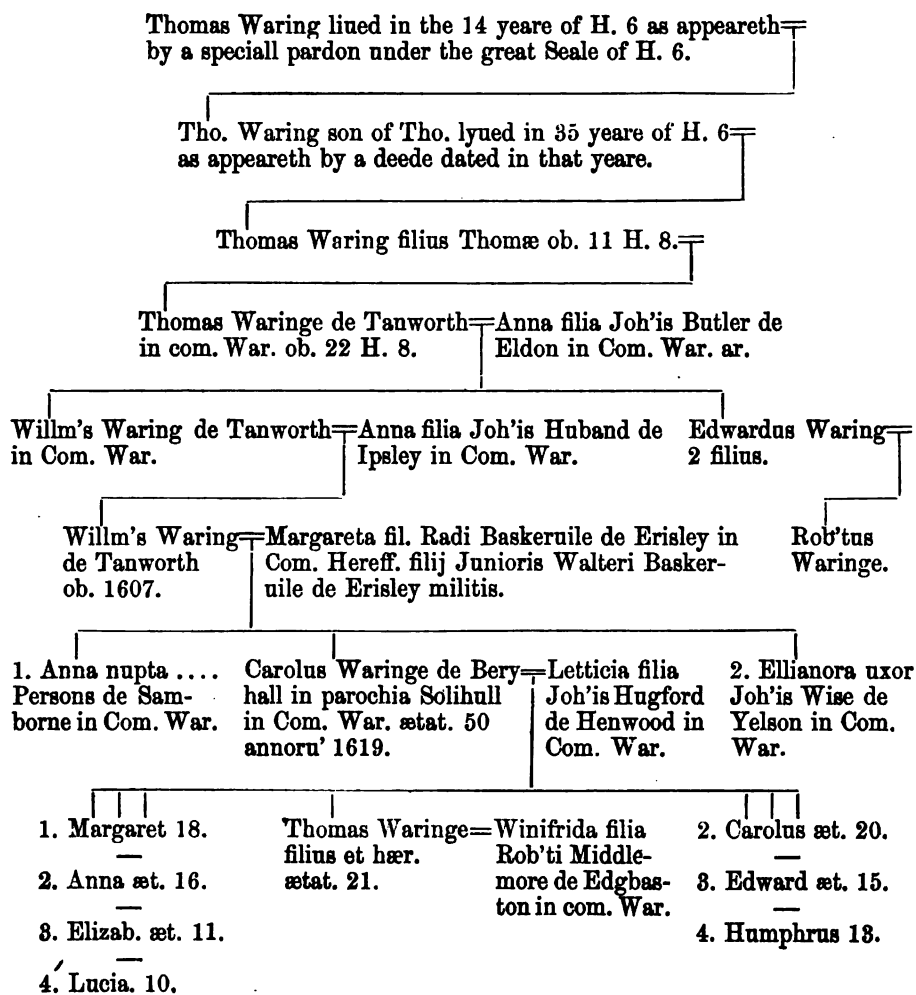 Thomas Waring liued in the 14 yeare of H. 6 as appeareth
by a speciall pardon under the great Seale of H. 6.
Tho. Waring son of Tho. lyued in 35 yeare of H. 6
as appeareth by a deede dated in that yeare.
Thomas Waring filius Thomæ ob. 11 H. 8.
Thomas Waringe de Tanworth
in com. War. ob. 22 H. 8.
Anna filia Joh'is Butler de
Eldon in Com. War. ar.
Willm's Waring de Tanworth
in Com. War.
Anna filia Joh'is Huband de
Ipsley in Com. War.
Edwardus Waring
2 filius.
Willm's Waring
de Tanworth
ob. 1607.
Margareta fil. Radi Baskeruile de Erisley in
Com. Hereff. filij Junioris Walteri Basker-
uile de Erisley militis.
Rob'tus
Waringe.
1. Anna nupta ....
Persons de Sam-
borne in Com. War.
Carolus Waringe de Bery
hall in parochia Solihull
in Com. War. ætat. 50
annoru' 1619.
Letticia filia
Joh'is Hugford
de Henwood in
Com. War.
2. Ellianora uxor
Joh'is Wise de
Yelson in Com.
War.
1. Margaret 18.
2. Anna æt. 16.
3. Elizab. æt. 11.
4. Lucia. 10.
Thomas Waringe
filius et hær.
ætat. 21.
Winifrida filia
Rob'ti Middle-
more de Edgbas-
ton in com. War.
2. Carolus æt. 20.
3. Edward æt. 15.
4. Humphrus 13.